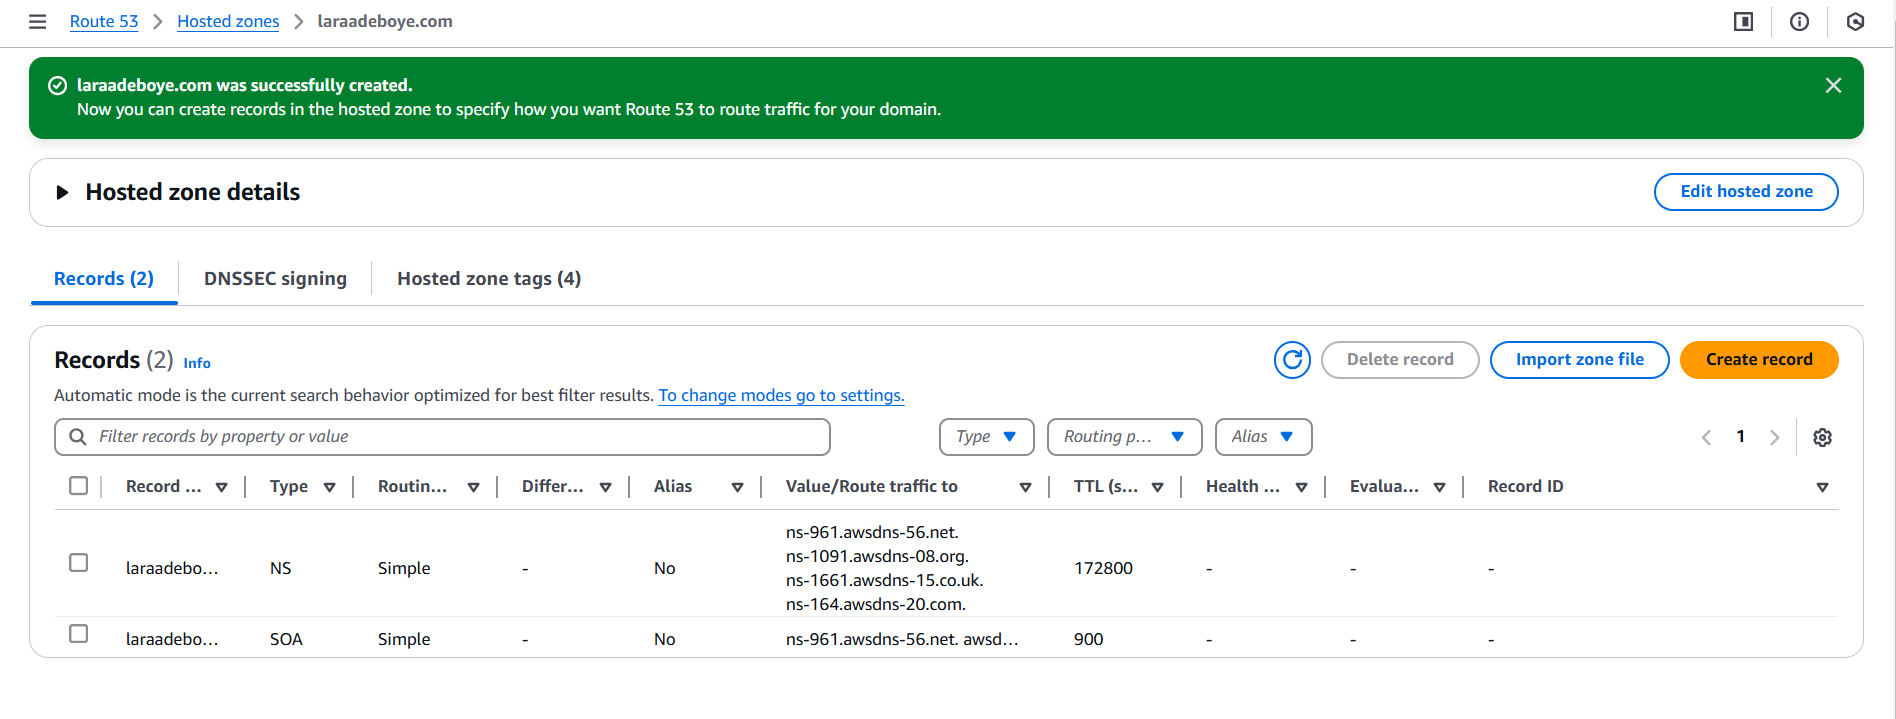 Route 53 > Hosted zones > laraadeboye.com
laraadeboye.com was successfully created.
Now you can create records in the hosted zone to specify how you want Route 53 to route traffic for your domain.
Hosted zone details
Edit hosted zone
Records (2)
DNSSEC signing
Hosted zone tags (4)
Records (2) Info
Delete record
Import zone file
Create record
Automatic mode is the current search behavior optimized for best filter results. To change modes go to settings.
Filter records by property or value
Type
Routing p...
Alias
1
Record ... Type Routin... Differ... Alias Value/Route traffic to TTL (s... Health ... Evalua... Record ID
ns-961.awsdns-56.net.
ns-1091.awsdns-08.org.
laraadebo... NS Simple - No ns-1661.awsdns-15.co.uk. 172800 - - -
ns-164.awsdns-20.com.
laraadebo... SOA Simple - No ns-961.awsdns-56.net. awsd... 900 - - -